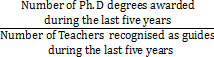 Number of Ph. D degrees awarded
during the last five years
Number of Teachers recognised as guides
during the last five years